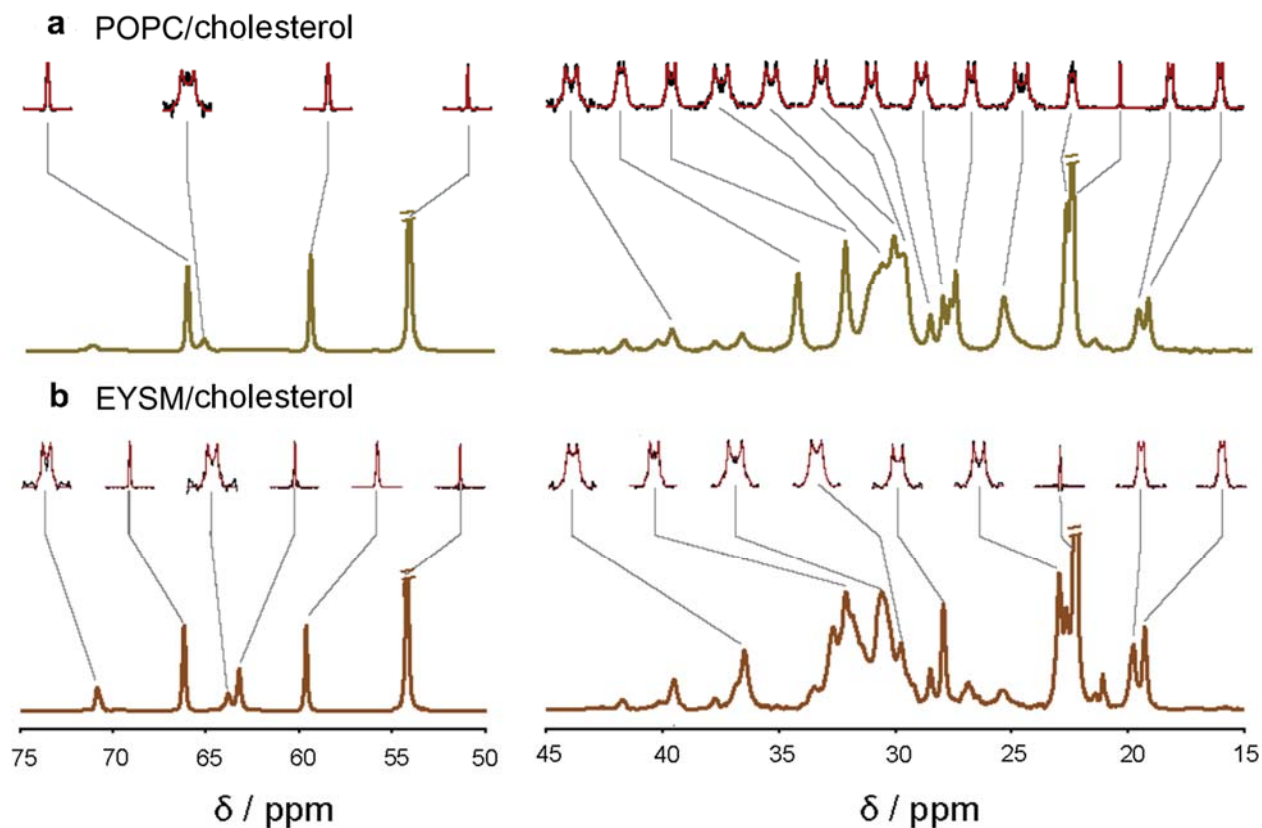 a POPC/cholesterol
b EYSM/cholesterol
75 70 65 60 55 50 45 40 35 30 25 20 15
δ / ppm δ / ppm